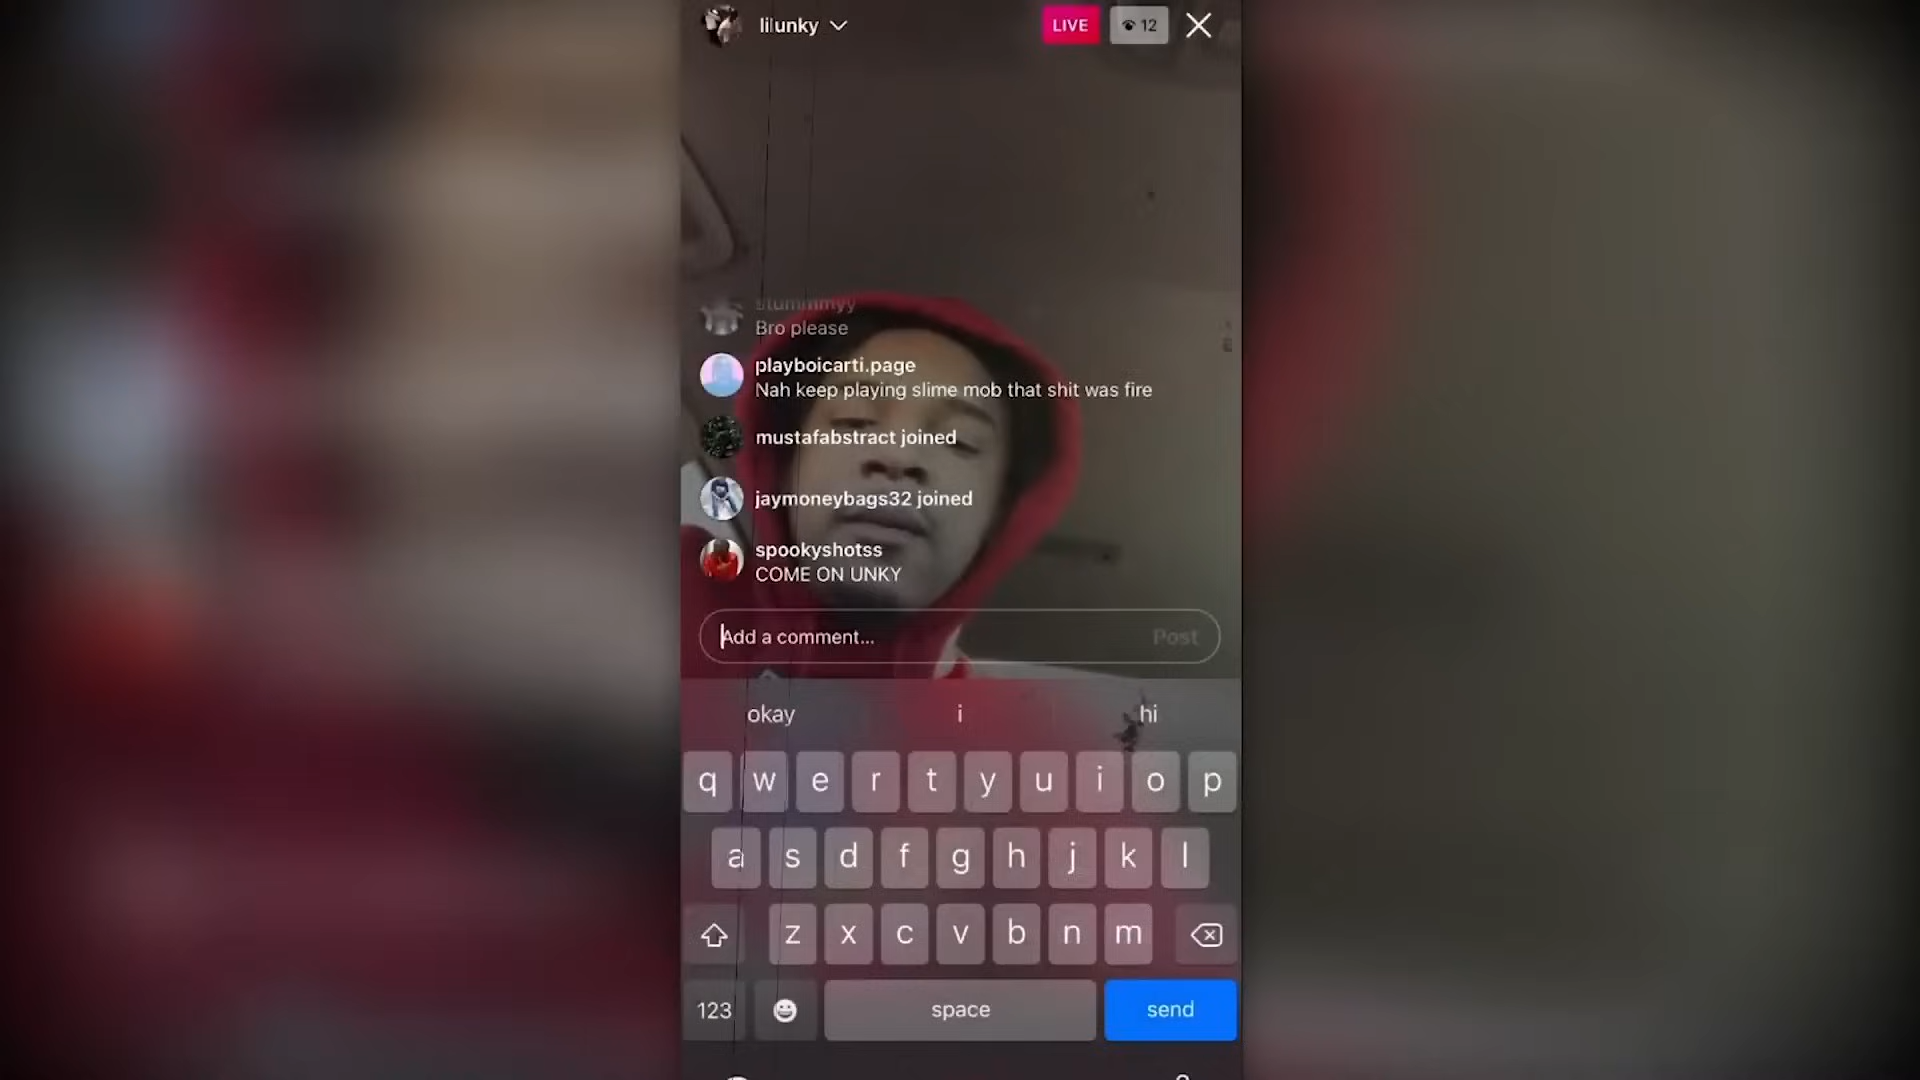 lilunky
LIVE
12
stummmyy
Bro please
playboicarti.page
Nah keep playing slime mob that shit was fire
mustafabstract joined
jaymoneybags32 joined
spookyshotss
COME ON UNKY
Add a comment...
Post
okay i hi
q w e r t y u i o p
a s d f g h j k l
z x c v b n m
123 space send